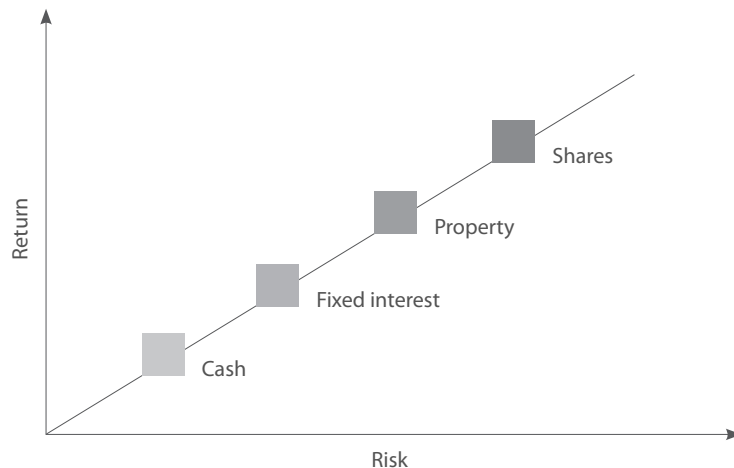 Shares
Property
Return
Fixed interest
Cash
Risk